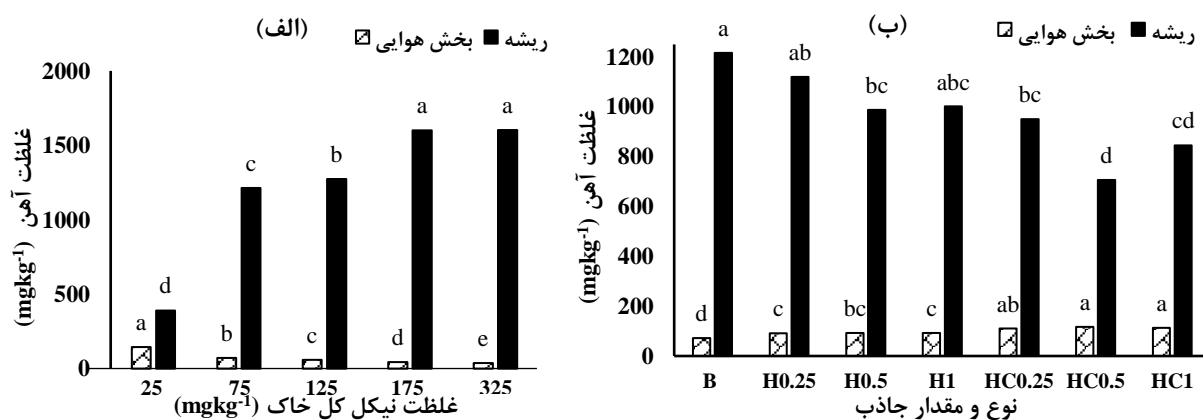 (الف)
بخش هوایی ریشه
2000
1500
1000
500
0
غلظت آهن (mgkg-1)
a d
b c
c b
d a
e a
25 75 125 175 325
غلظت نیکل کل خاک (mgkg-1)
(ب)
بخش هوایی ریشه
1200
1000
800
600
400
200
0
غلظت آهن (mgkg-1)
d a
c ab
bc bc
c abc
ab bc
a d
a cd
B H0.25 H0.5 H1 HC0.25 HC0.5 HC1
نوع و مقدار جاذب